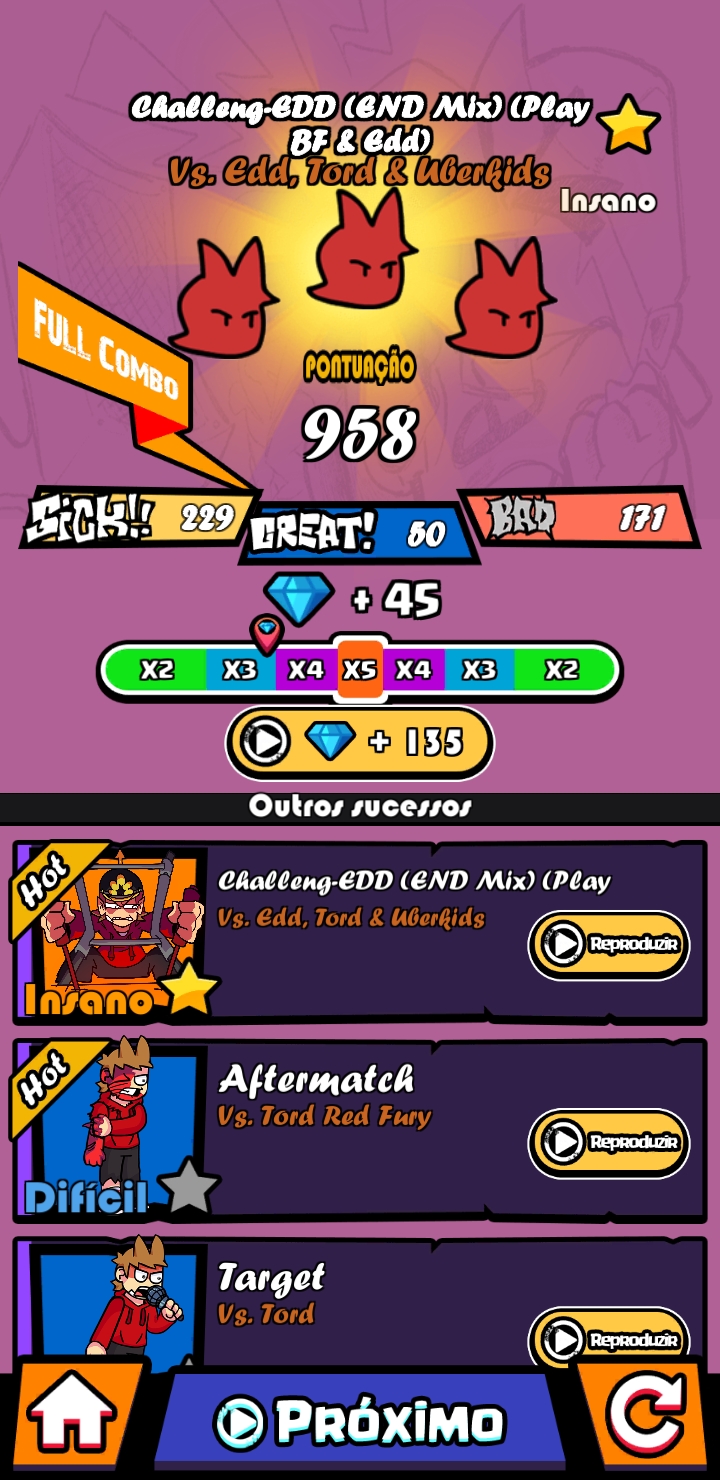 Challeng-EDD (END Mix) (Play
BF & Edd)
Vs. Edd, Tord & Uberkids
Insano
FULL COMBO
PONTUAÇÃO
958
SICK!! 229
GREAT! 50
BAD 171
+ 45
X2 X3 X4 X5 X4 X3 X2
+ 135
Outros sucessos
Hot
Challeng-EDD (END Mix) (Play
Vs. Edd, Tord & Uberkids
Reproduzir
Insano
Hot
Aftermatch
Vs. Tord Red Fury
Reproduzir
Difícil
Target
Vs. Tord
Reproduzir
PRÓXIMO